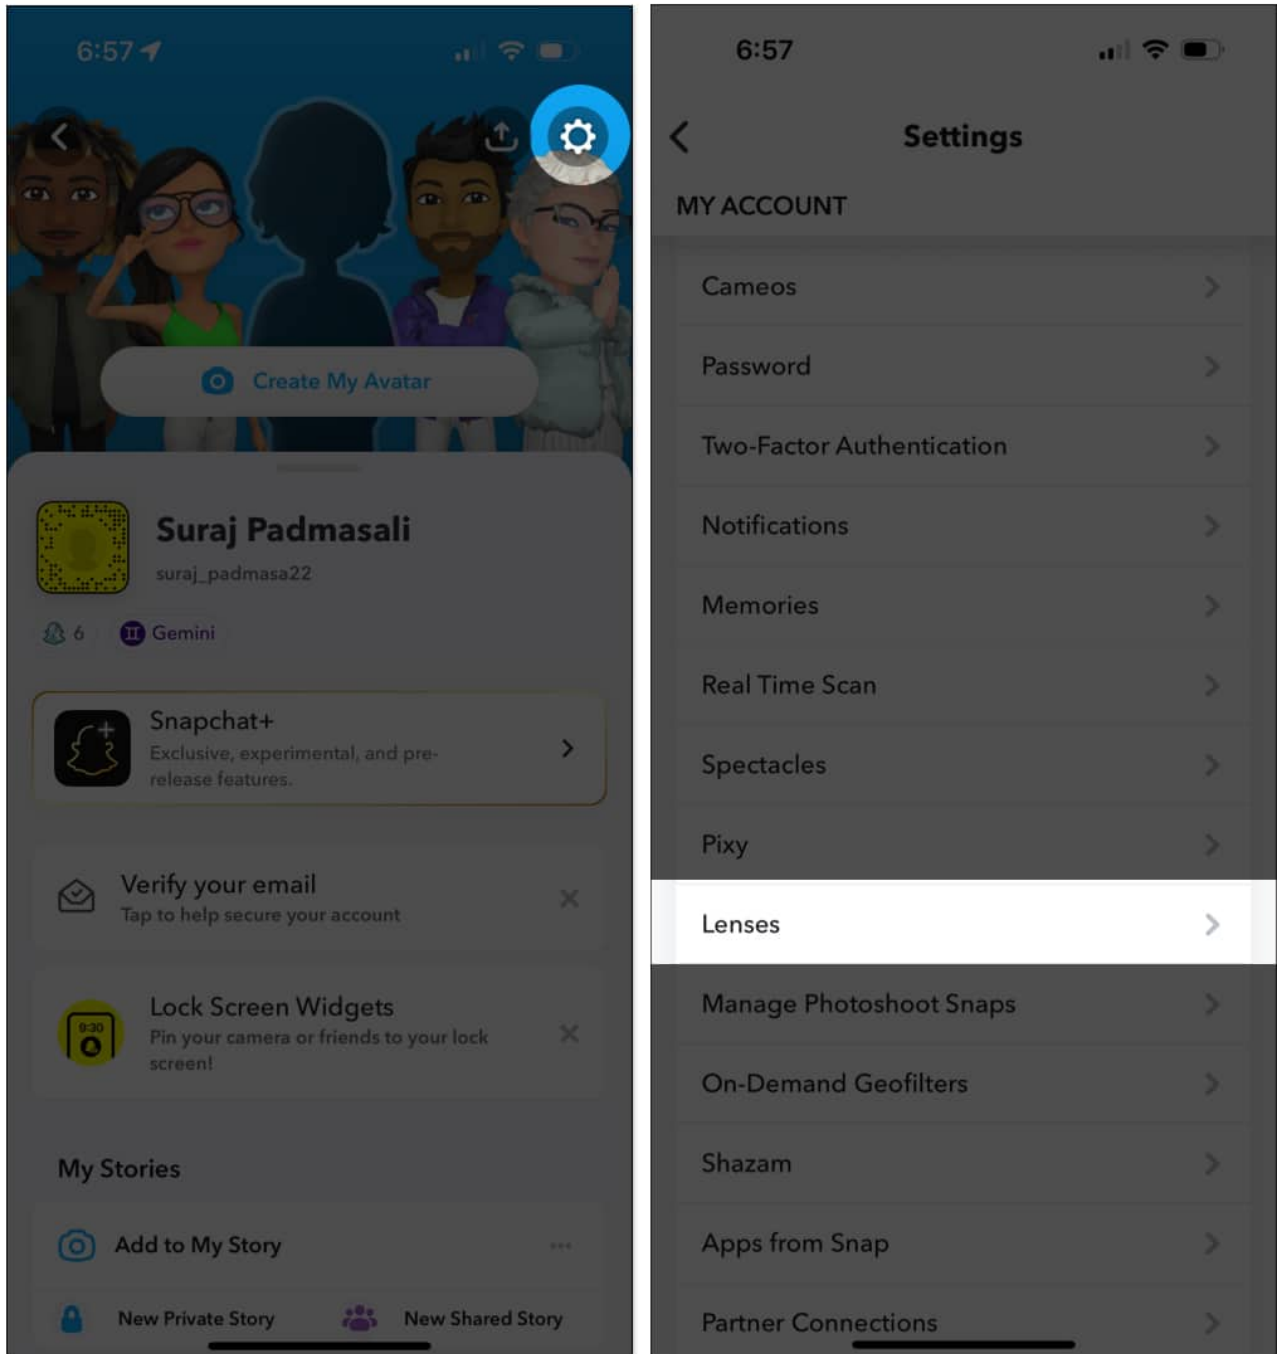 6:57
Create My Avatar
Suraj Padmasali
suraj_padmasa22
6
Gemini
Snapchat+
Exclusive, experimental, and pre-
release features.
Verify your email
Tap to help secure your account
9:30
Lock Screen Widgets
Pin your camera or friends to your lock
screen!
My Stories
Add to My Story
New Private Story
New Shared Story
6:57
Settings
MY ACCOUNT
Cameos
Password
Two-Factor Authentication
Notifications
Memories
Real Time Scan
Spectacles
Pixy
Lenses
Manage Photoshoot Snaps
On-Demand Geofilters
Shazam
Apps from Snap
Partner Connections